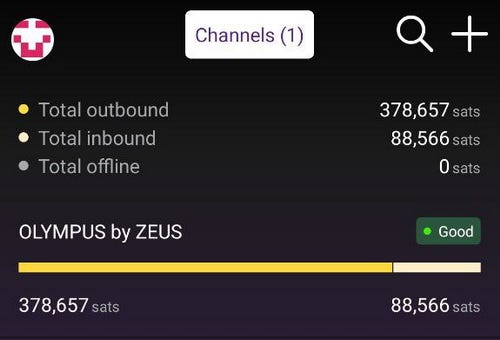 Channels (1)
Total outbound 378,657 sats
Total inbound 88,566 sats
Total offline 0 sats
OLYMPUS by ZEUS Good
378,657 sats 88,566 sats